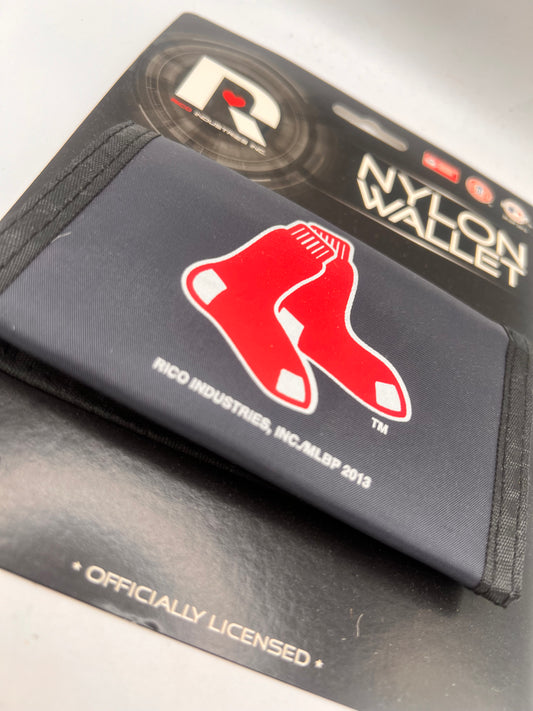 R
RICO INDUSTRIES INC.
NYLON
WALLET
TM
RICO INDUSTRIES, INC./MLBP 2013
* OFFICIALLY LICENSED *